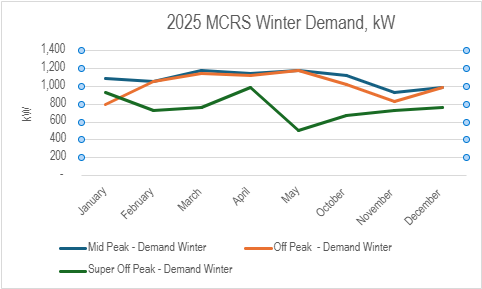 2025 MCRS Winter Demand, kW
1,400
1,200
1,000
800
600
400
200
-
kW
January
February
March
April
May
October
November
December
Mid Peak - Demand Winter
Off Peak - Demand Winter
Super Off Peak - Demand Winter